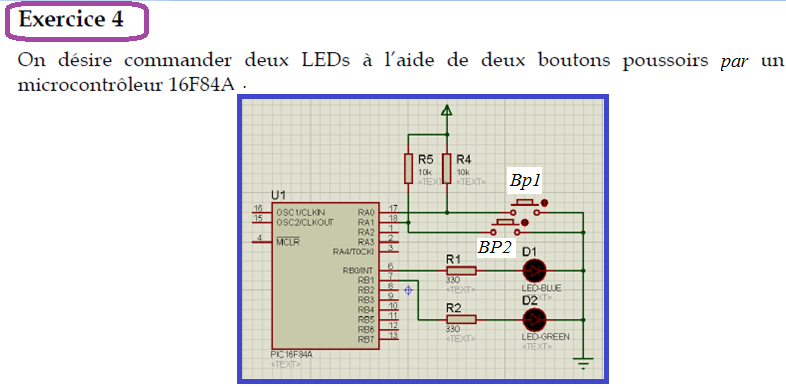 Exercice 4
On désire commander deux LEDs à l'aide de deux boutons poussoirs par un
microcontrôleur 16F84A .
R5
10k
<TEXT>
R4
10k
<TEXT>
Bp1
BP2
U1
16 OSC1/CLKIN
15 OSC2/CLKOUT
4 MCLR
RA0 17
RA1 18
RA2 1
RA3 2
RA4/T0CKI 3
RB0/INT 6
RB1 7
RB2 8
RB3 9
RB4 10
RB5 11
RB6 12
RB7 13
PIC16F84A
<TEXT>
R1
330
<TEXT>
D1
LED-BLUE
<TEXT>
R2
330
<TEXT>
D2
LED-GREEN
<TEXT>